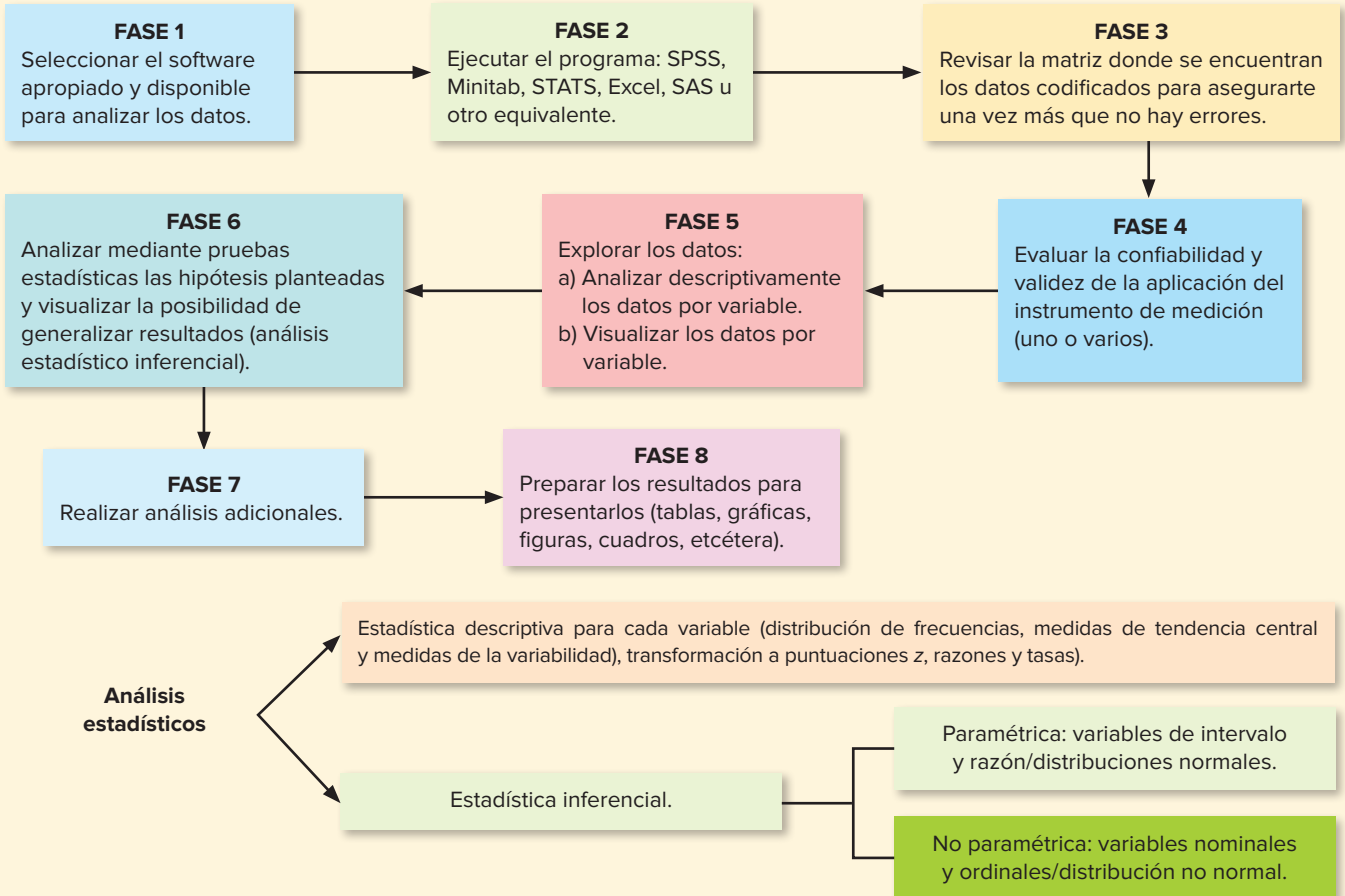 FASE 1
Seleccionar el software
apropiado y disponible
para analizar los datos.
FASE 2
Ejecutar el programa: SPSS,
Minitab, STATS, Excel, SAS u
otro equivalente.
FASE 3
Revisar la matriz donde se encuentran
los datos codificados para asegurarte
una vez más que no hay errores.
FASE 4
Evaluar la confiabilidad y
validez de la aplicación del
instrumento de medición
(uno o varios).
FASE 5
Explorar los datos:
a) Analizar descriptivamente
los datos por variable.
b) Visualizar los datos por
variable.
FASE 6
Analizar mediante pruebas
estadísticas las hipótesis planteadas
y visualizar la posibilidad de
generalizar resultados (análisis
estadístico inferencial).
FASE 7
Realizar análisis adicionales.
FASE 8
Preparar los resultados para
presentarlos (tablas, gráficas,
figuras, cuadros, etcétera).
Análisis
estadísticos
Estadística descriptiva para cada variable (distribución de frecuencias, medidas de tendencia central
y medidas de la variabilidad), transformación a puntuaciones z, razones y tasas).
Estadística inferencial.
Paramétrica: variables de intervalo
y razón/distribuciones normales.
No paramétrica: variables nominales
y ordinales/distribución no normal.